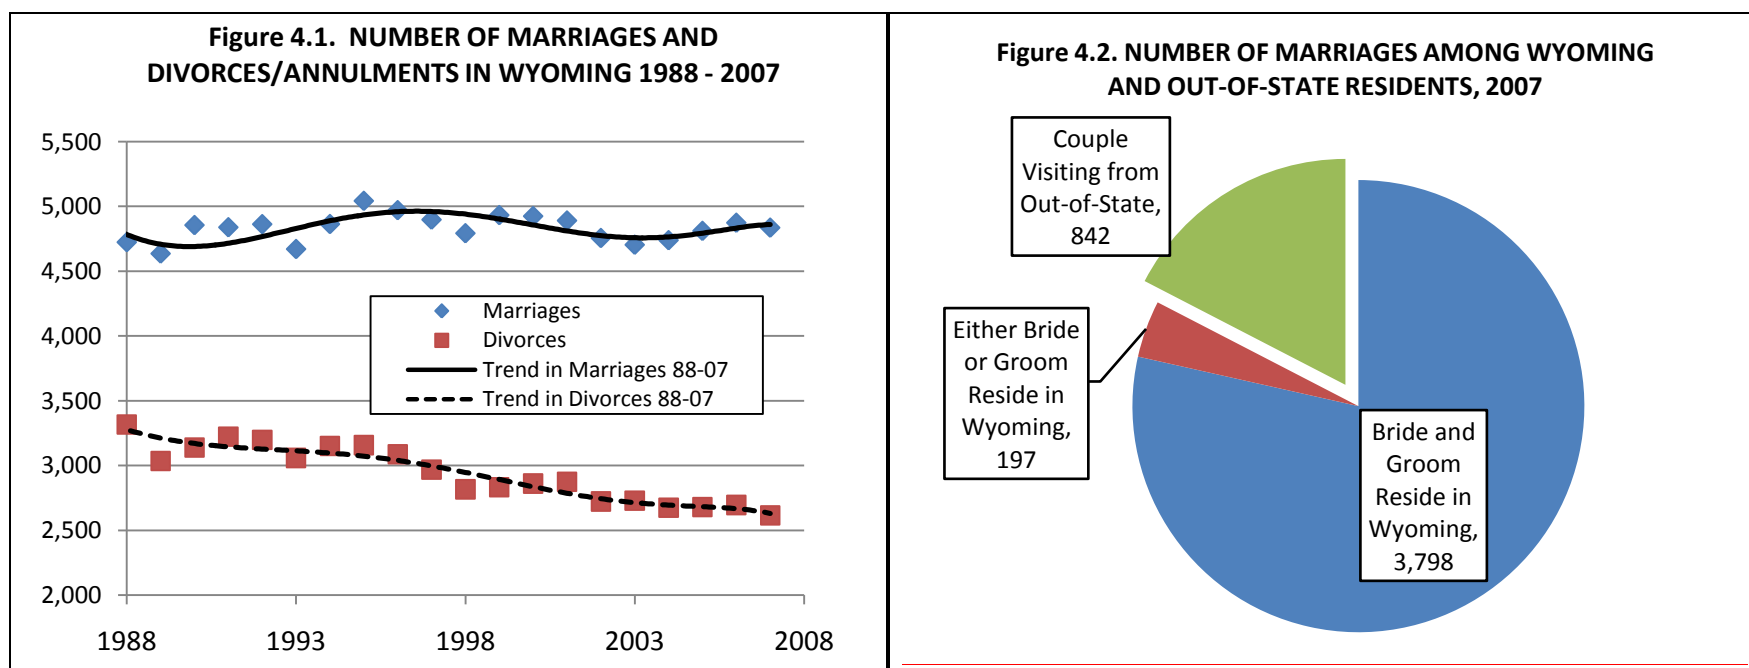 Figure 4.1.  NUMBER OF MARRIAGES AND
DIVORCES/ANNULMENTS IN WYOMING 1988 - 2007
5,500
5,000
4,500
4,000
3,500
3,000
2,500
2,000
1988
1993
1998
2003
2008
Marriages
Divorces
Trend in Marriages 88-07
Trend in Divorces 88-07
Figure 4.2. NUMBER OF MARRIAGES AMONG WYOMING
AND OUT-OF-STATE RESIDENTS, 2007
Couple
Visiting from
Out-of-State,
842
Either Bride
or Groom
Reside in
Wyoming,
197
Bride and
Groom
Reside in
Wyoming,
3,798